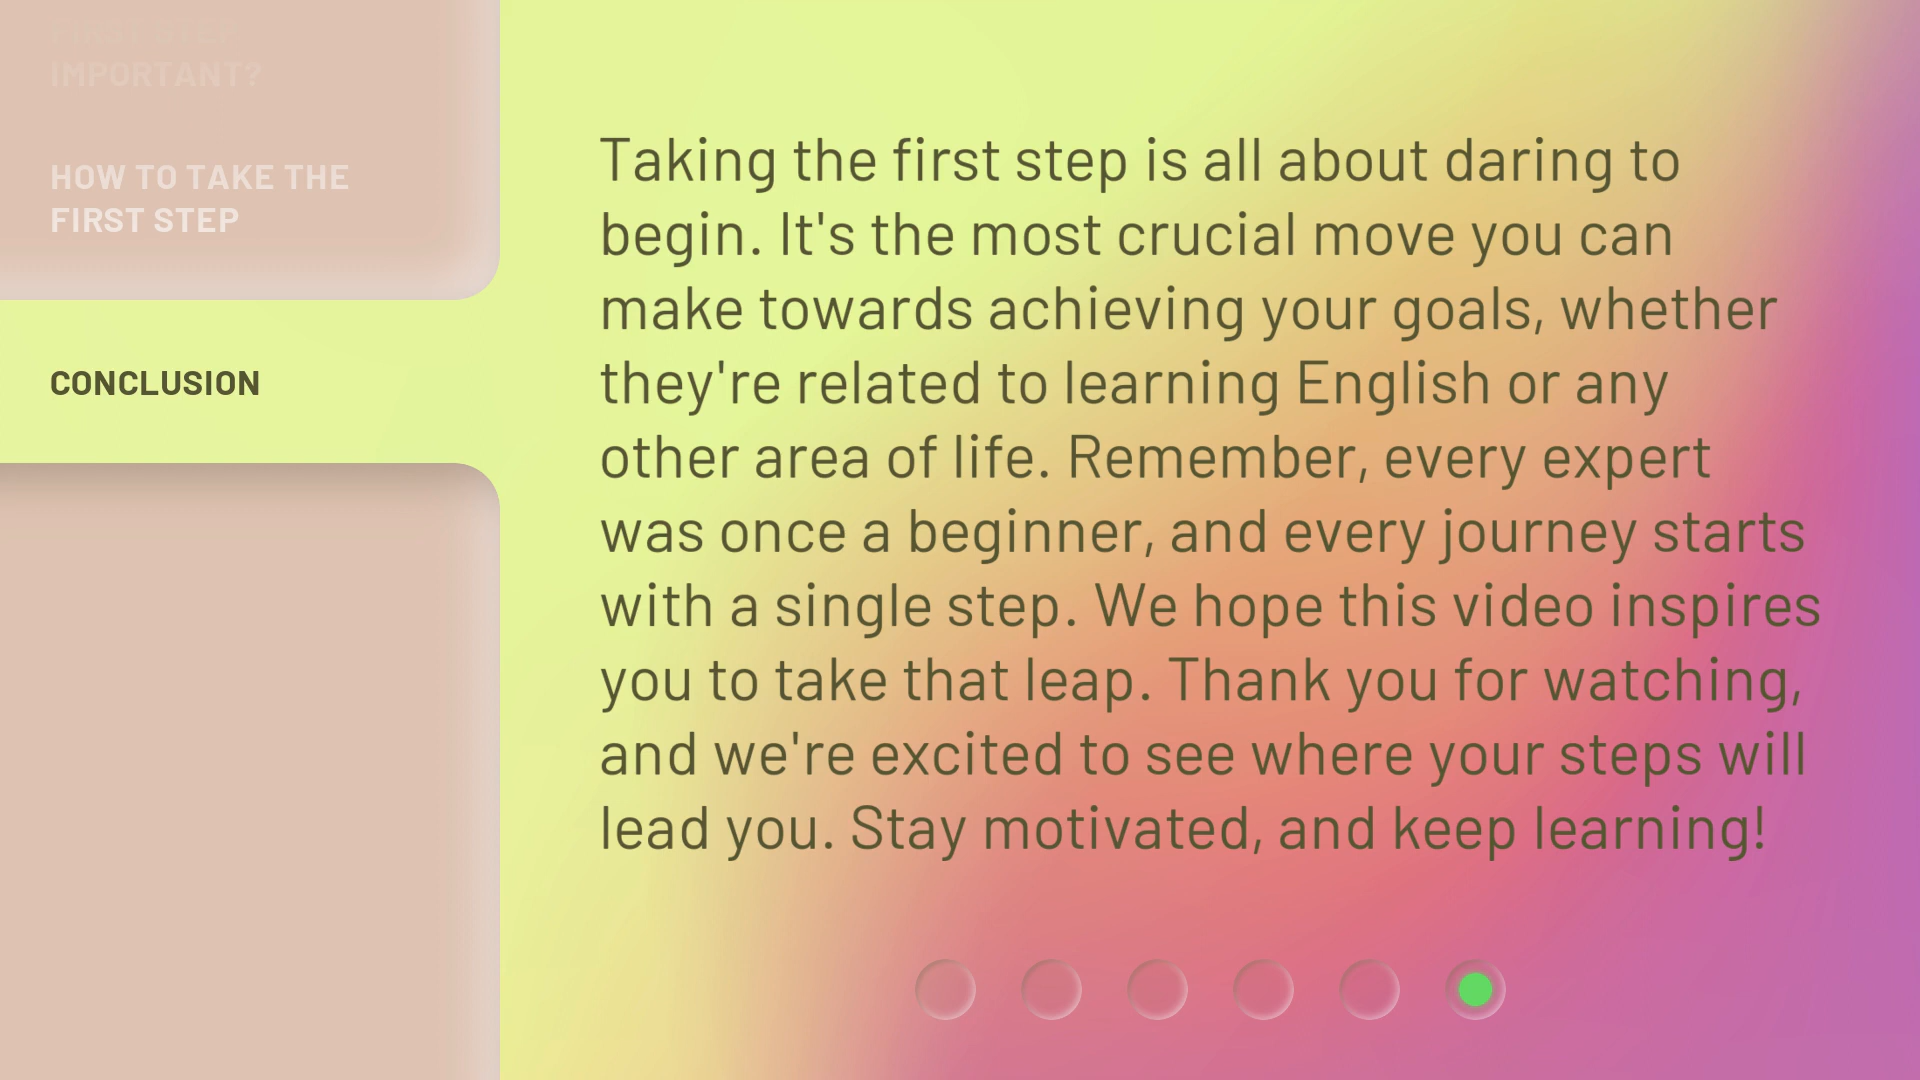 FIRST STEP
IMPORTANT?
HOW TO TAKE THE
FIRST STEP
CONCLUSION
Taking the first step is all about daring to
begin. It's the most crucial move you can
make towards achieving your goals, whether
they're related to learning English or any
other area of life. Remember, every expert
was once a beginner, and every journey starts
with a single step. We hope this video inspires
you to take that leap. Thank you for watching,
and we're excited to see where your steps will
lead you. Stay motivated, and keep learning!